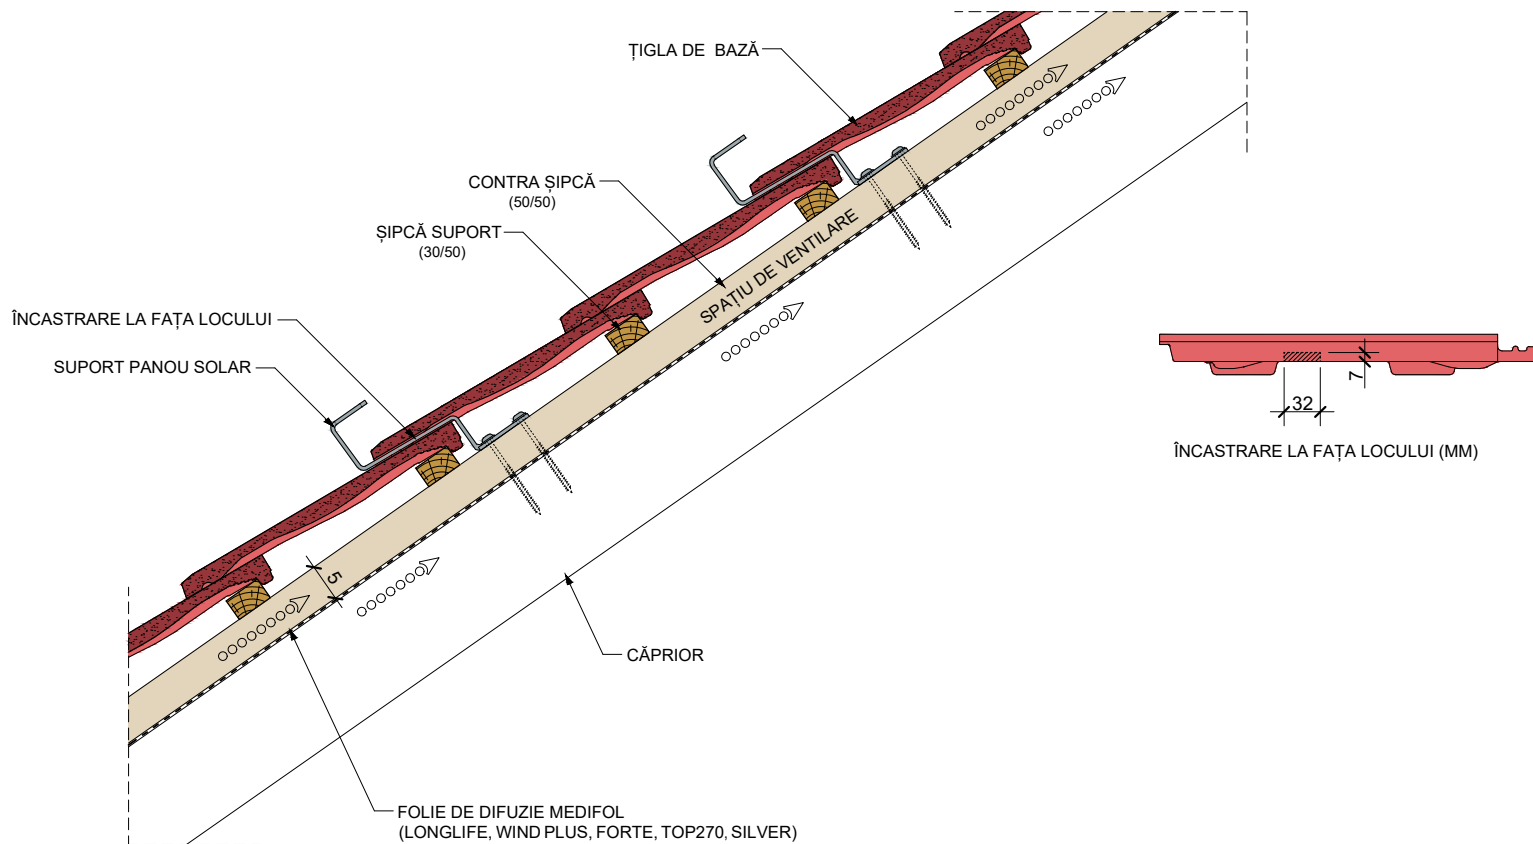 ȚIGLA DE BAZĂ
CONTRA ȘIPCĂ
(50/50)
ȘIPCĂ SUPORT
(30/50)
SPAȚIU DE VENTILARE
ÎNCASTRARE LA FAȚA LOCULUI
SUPORT PANOU SOLAR
7
32
ÎNCASTRARE LA FAȚA LOCULUI (MM)
5
CĂPRIOR
FOLIE DE DIFUZIE MEDIFOL
(LONGLIFE, WIND PLUS, FORTE, TOP270, SILVER)